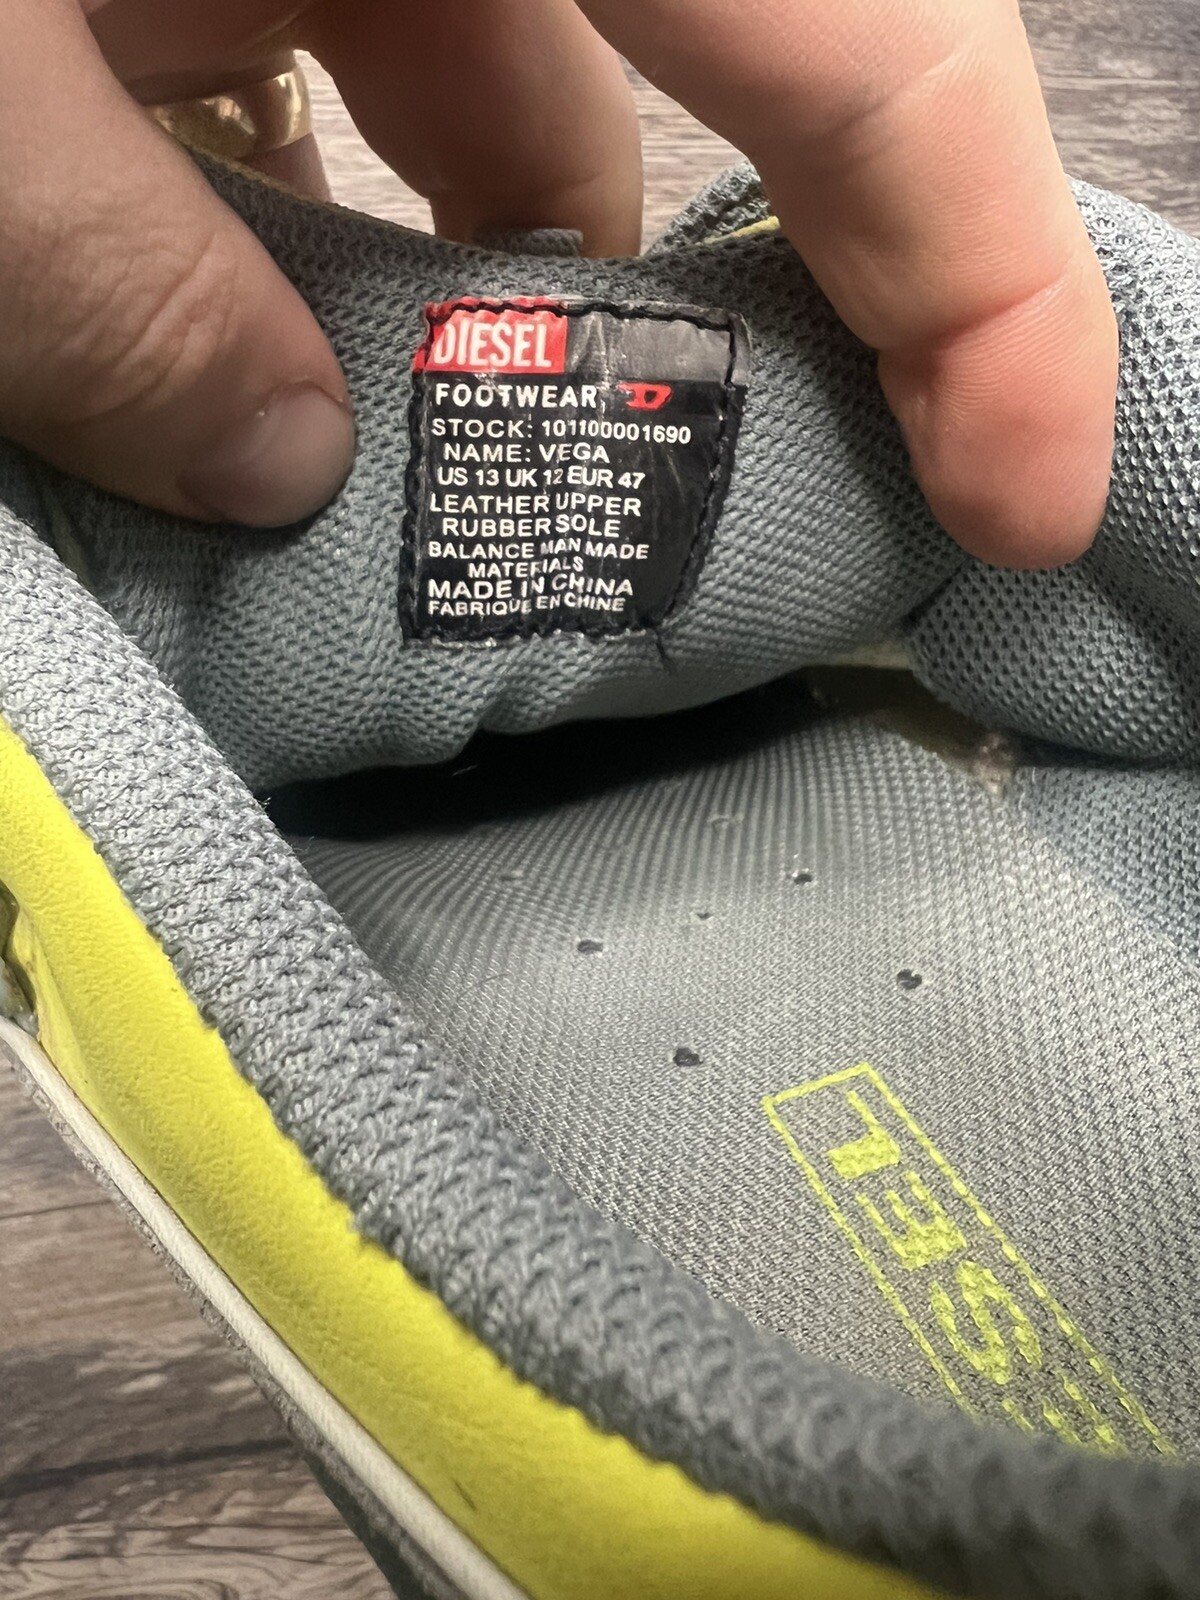 DIESEL
FOOTWEAR
STOCK: 101100001690
NAME: VEGA
US 13 UK 12 EUR 47
LEATHER UPPER
RUBBER SOLE
BALANCE MAN MADE
MATERIALS
MADE IN CHINA
FABRIQUE EN CHINE
SEL